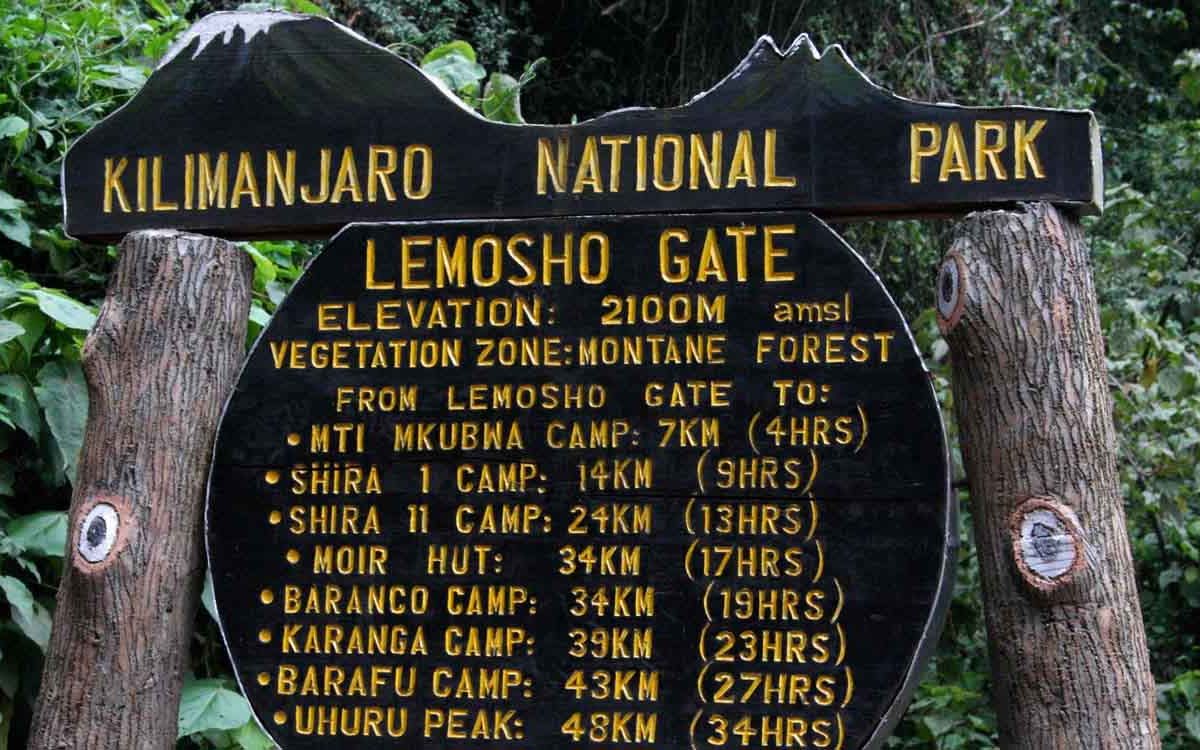 KILIMANJARO NATIONAL PARK
LEMOSHO GATE
ELEVATION: 2100M amsl
VEGETATION ZONE: MONTANE FOREST
FROM LEMOSHO GATE TO:
• MTI MKUBWA CAMP: 7KM (4HRS)
• SHIRA 1 CAMP: 14KM (9HRS)
• SHIRA 11 CAMP: 24KM (13HRS)
• MOIR HUT: 34KM (17HRS)
• BARANCO CAMP: 34KM (19HRS)
• KARANGA CAMP: 39KM (23HRS)
• BARAFU CAMP: 43KM (27HRS)
• UHURU PEAK: 48KM (34HRS)